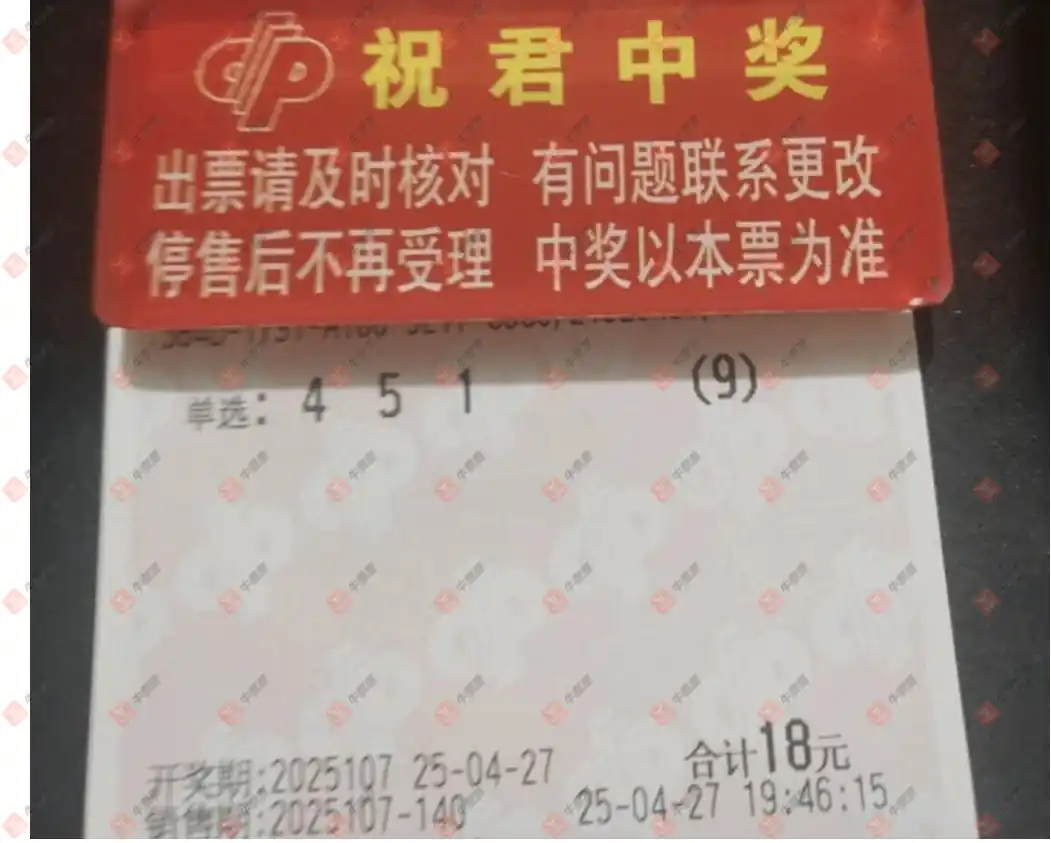 祝君中奖
出票请及时核对 有问题联系更改
停售后不再受理 中奖以本票为准
单选: 4 5 1 (9)
合计18元
开奖期:2025107 25-04-27
销售期:2025107-140 25-04-27 19:46:15